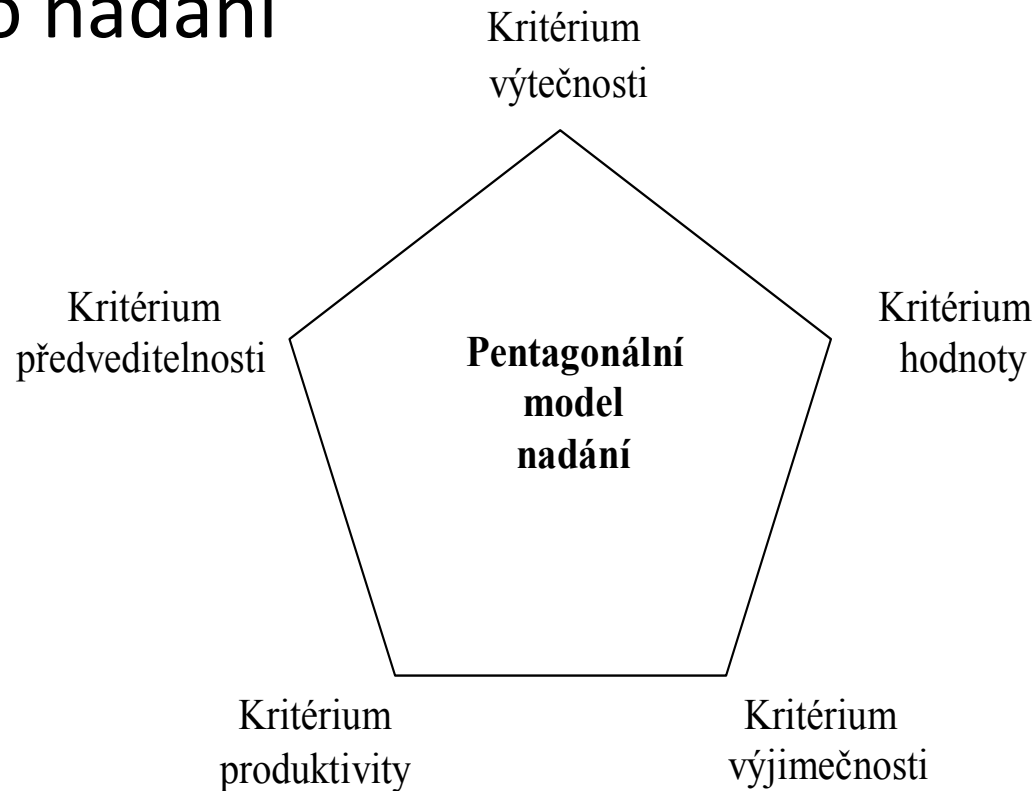 o nadání
Kritérium
výtečnosti
Kritérium
předveditelnosti
Kritérium
hodnoty
Pentagonální
model
nadání
Kritérium
produktivity
Kritérium
výjimečnosti